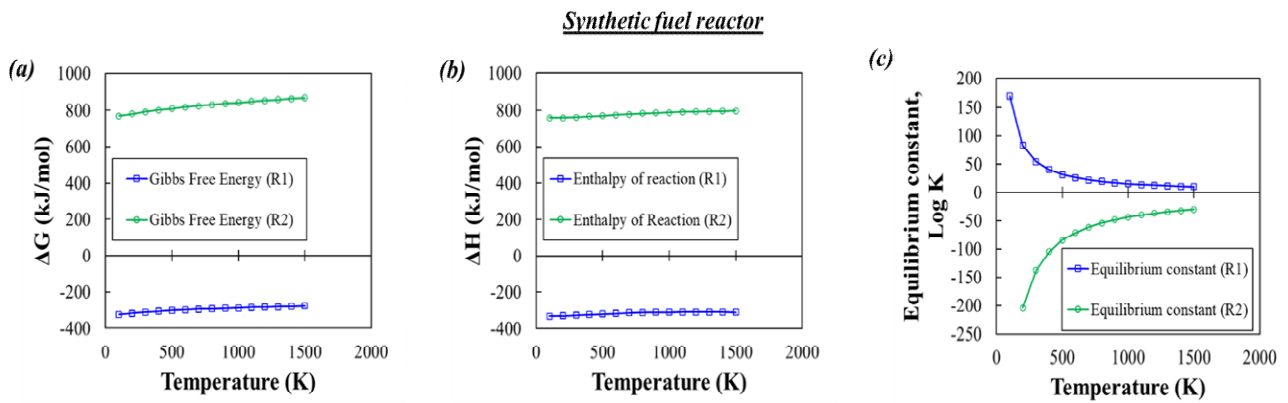 Synthetic fuel reactor
(a)
ΔG (kJ/mol)
1000
800
600
400
200
0
-200
-400
Gibbs Free Energy (R1)
Gibbs Free Energy (R2)
0
500
1000
1500
2000
Temperature (K)
(b)
ΔH (kJ/mol)
1000
800
600
400
200
0
-200
-400
Enthalpy of reaction (R1)
Enthalpy of Reaction (R2)
0
500
1000
1500
2000
Temperature (K)
(c)
Equilibrium constant,
Log K
200
150
100
50
0
-50
-100
-150
-200
-250
Equilibrium constant (R1)
Equilibrium constant (R2)
0
500
1000
1500
2000
Temperature (K)